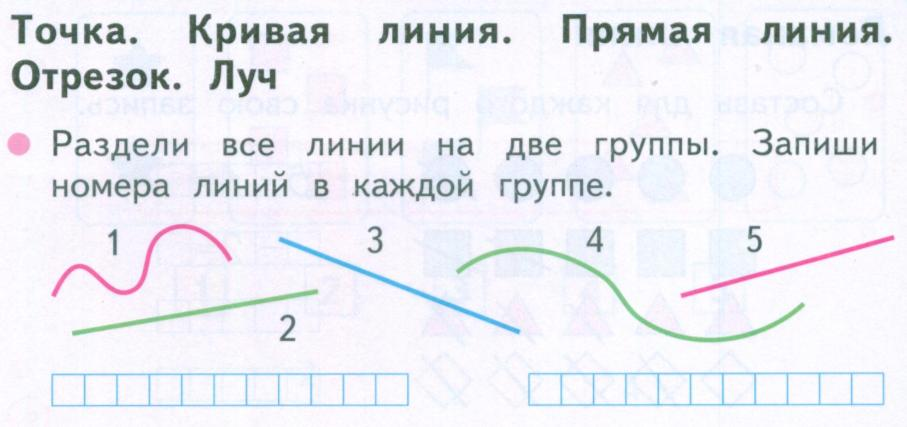 Точка. Кривая линия. Прямая линия.
Отрезок. Луч
Раздели все линии на две группы. Запиши
номера линий в каждой группе.
1 3 4 5
2